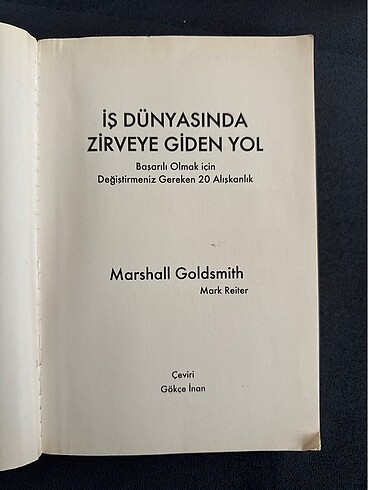 İŞ DÜNYASINDA
ZİRVEYE GİDEN YOL
Başarılı Olmak için
Değiştirmeniz Gereken 20 Alışkanlık
Marshall Goldsmith
Mark Reiter
Çeviri
Gökçe İnan